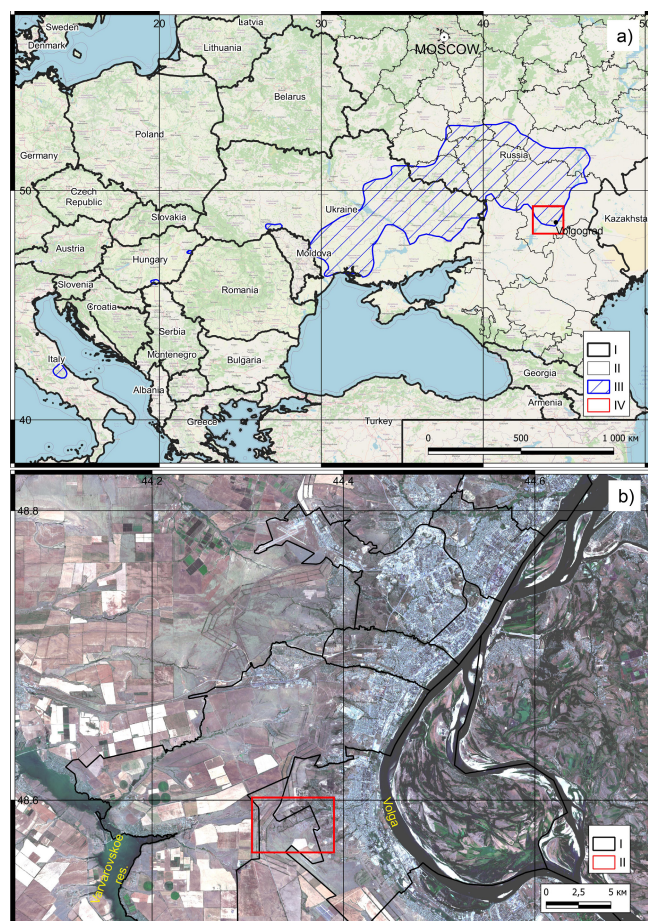 20
30
40
50
a)
Sweden
Denmark
Latvia
Lithuania
MOSCOW
Belarus
Poland
Germany
Russia
50
Czech
Republic
Ukraine
Kazakhsta
Slovakia
Volgograd
Austria
Moldova
Hungary
Slovenia
Romania
Croatia
Serbia
Italy
Montenegro
Bulgaria
Georgia
Albania
Armenia
Greece
Turkey
40
I
II
III
IV
0
500
1 000 км
44.2
44.4
44.6
b)
48.8
48.6
Volga
Varvarovskoe
res.
I
II
0
2,5
5 км